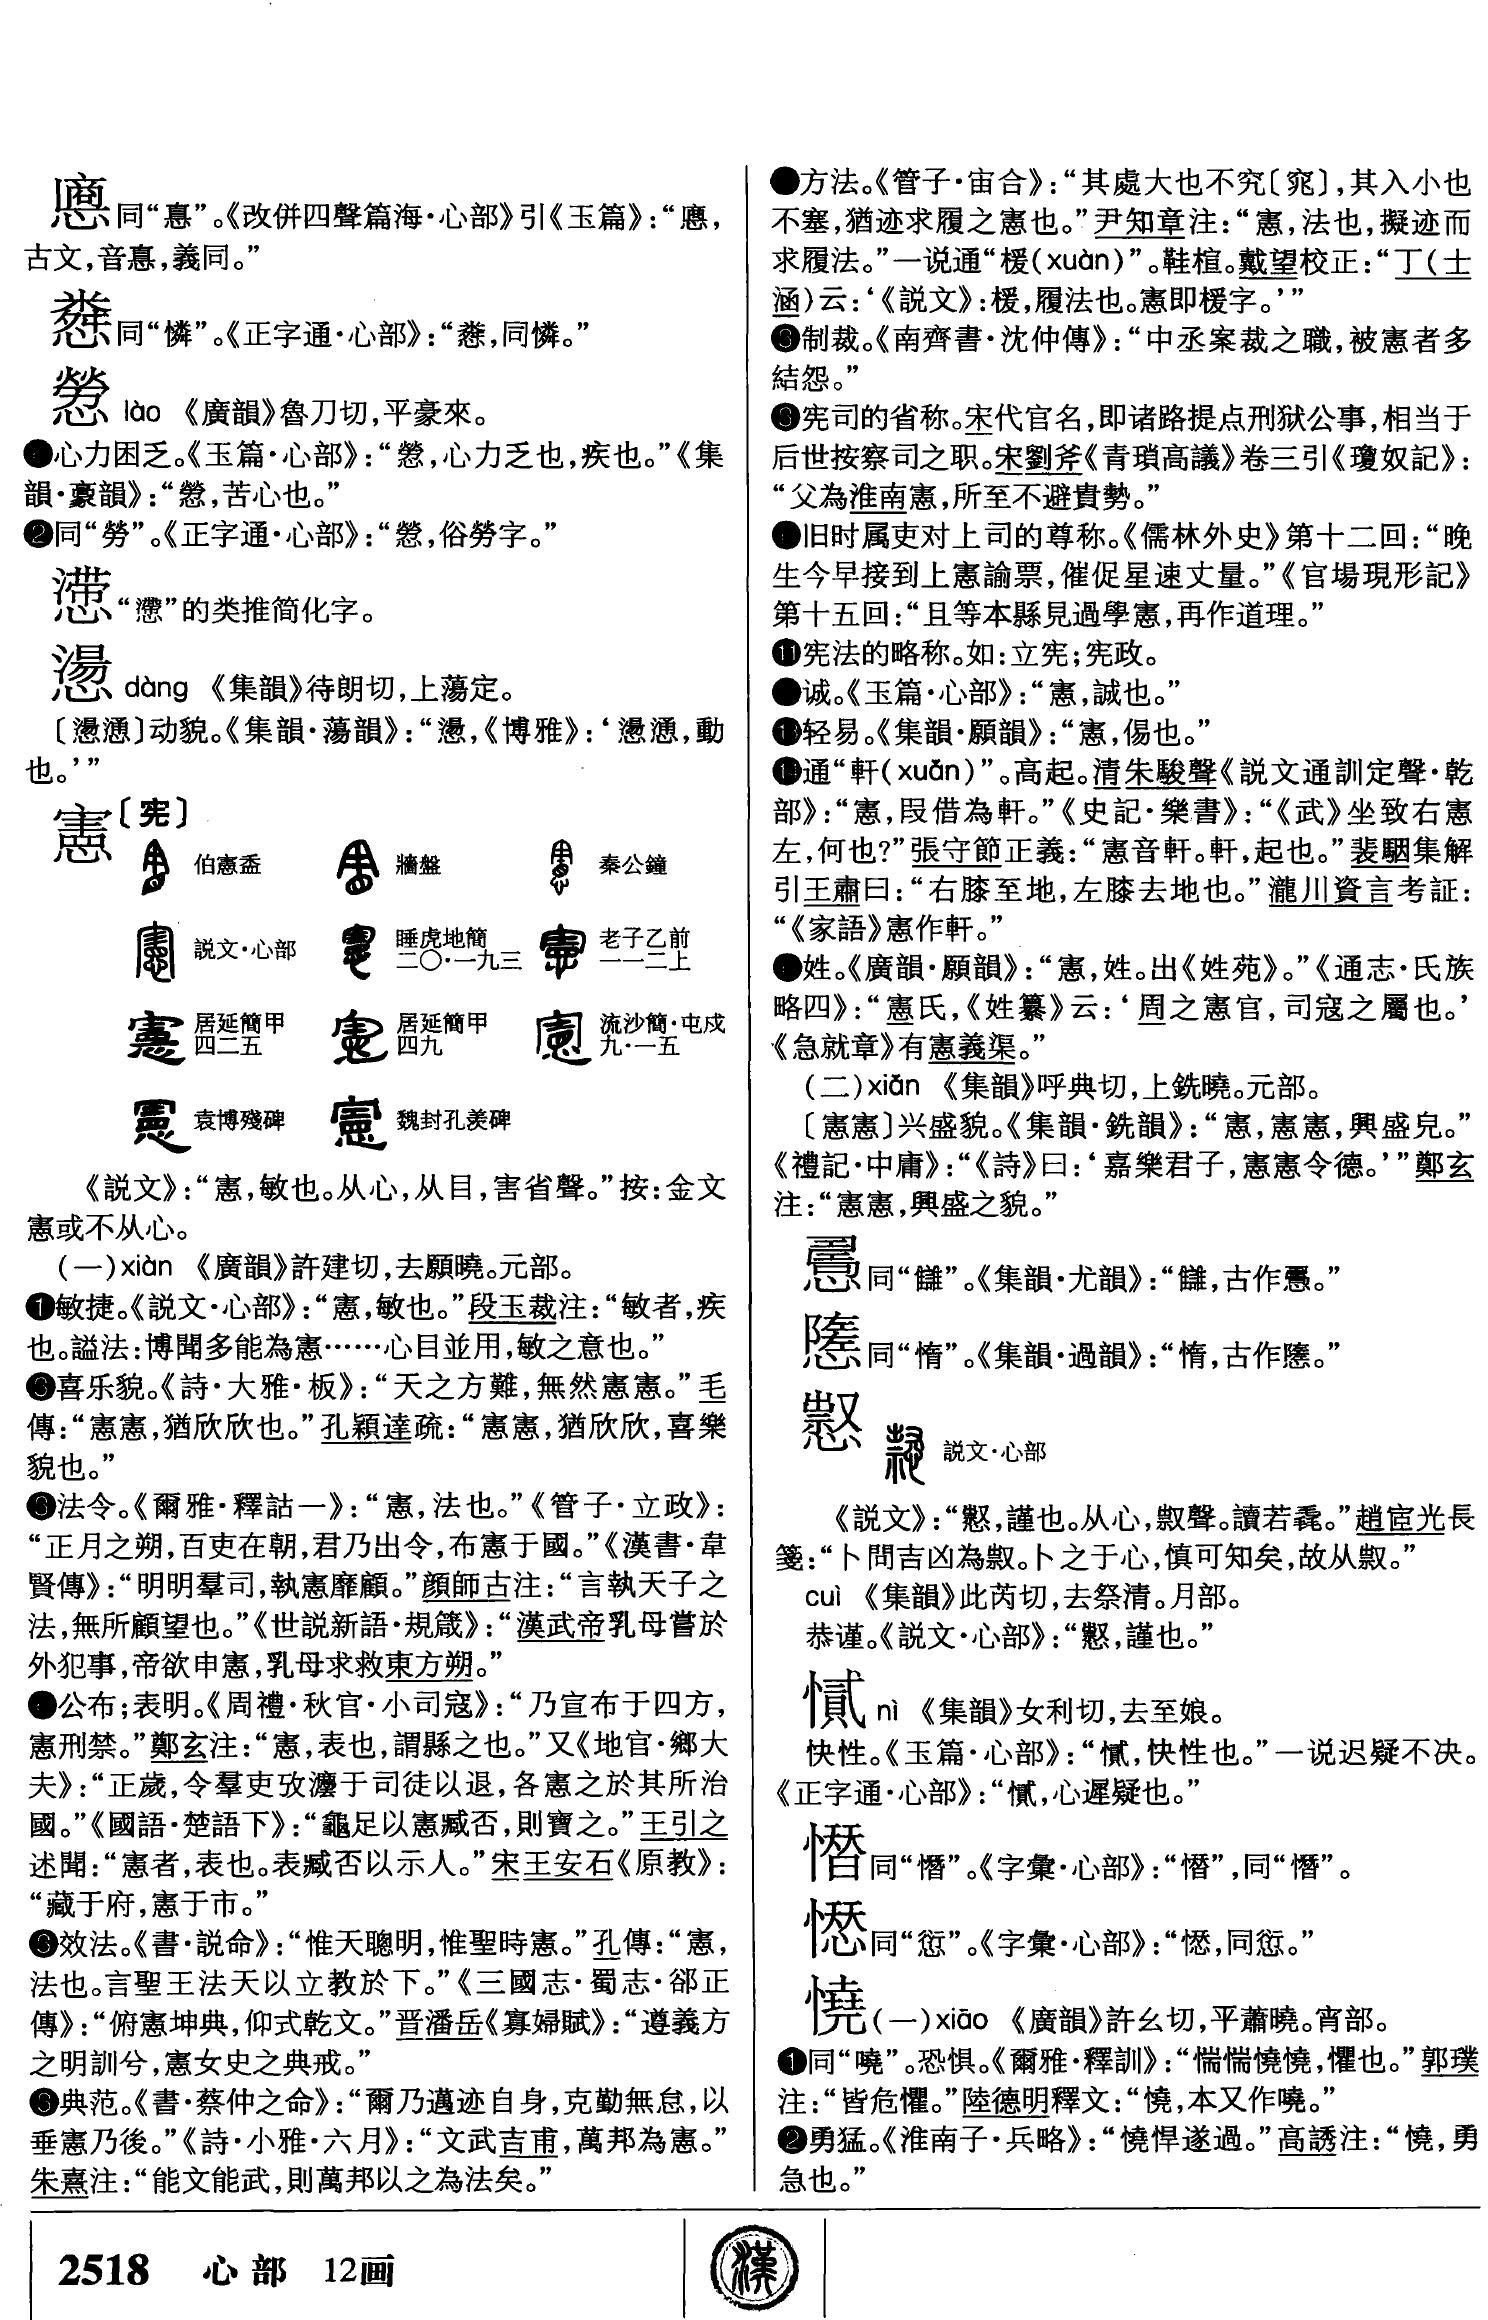 同“惪”。《改併四聲篇海·心部》引《玉篇》：“
古文，音惪，義同。”
同“憐”。《正字通·心部》：“，同憐。”
憥 lào 《廣韻》魯刀切，平豪來。
心力困乏。《玉篇·心部》：“憥，心力乏也，疾也。”《集
韻·豪韻》：“憥，苦心也。”
❷同“勞”。《正字通·心部》：“憥，俗勞字。”
“懘”的类推简化字。
愓 dàng 《集韻》待朗切，上蕩定。
动貌。《集韻·蕩韻》：“《博雅》：‘動
也。’”
憲〔宪〕
伯憲盉 牆盤 秦公鐘
説文·心部 睡虎地簡二〇·一九三 老子乙前一一二上
居延簡甲四二五 居延簡甲四九 流沙簡·屯戍九·一五
袁博殘碑 魏封孔羨碑
《説文》：“憲，敏也。从心，从目，害省聲。”按：金文
憲或不从心。
(一)xiàn 《廣韻》許建切，去願曉。元部。
❶敏捷。《説文·心部》：“憲，敏也。”段玉裁注：“敏者，疾
也。謚法：博聞多能為憲……心目並用，敏之意也。”
喜乐貌。《詩·大雅·板》：“天之方難，無然憲憲。”毛
傳：“憲憲，猶欣欣也。”孔穎達疏：“憲憲，猶欣欣，喜樂
貌也。”
❸法令。《爾雅·釋詁一》：“憲，法也。”《管子·立政》：
“正月之朔，百吏在朝，君乃出令，布憲于國。”《漢書·韋
賢傳》：“明明羣司，執憲靡顧。”顔師古注：“言執天子之
法，無所顧望也。”《世説新語·規箴》：“漢武帝乳母嘗於
外犯事，帝欲申憲，乳母求救東方朔。”
公布；表明。《周禮·秋官·小司寇》：“乃宣布于四方，
憲刑禁。”鄭玄注：“憲，表也，謂縣之也。”又《地官·鄉大
夫》：“正歲，令羣吏攷灋于司徒以退，各憲之於其所治
國。”《國語·楚語下》：“龜足以憲臧否，則寶之。”王引之
述聞：“憲者，表也。表臧否以示人。”宋王安石《原教》：
“藏于府，憲于市。”
效法。《書·説命》：“惟天聰明，惟聖時憲。”孔傳：“憲，
法也。言聖王法天以立教於下。”《三國志·蜀志·郤正
傳》：“俯憲坤典，仰式乾文。”晋潘岳《寡婦賦》：“遵義方
之明訓兮，憲女史之典戒。”
典范。《書·蔡仲之命》：“爾乃邁迹自身，克勤無怠，以
垂憲乃後。”《詩·小雅·六月》：“文武吉甫，萬邦為憲。”
朱熹注：“能文能武，則萬邦以之為法矣。”
方法。《管子·宙合》：“其處大也不究〔窕〕，其入小也
不塞，猶迹求履之憲也。”尹知章注：“憲，法也，擬迹而
求履法。”一说通“楥(xuàn)”。鞋楦。戴望校正：“丁(士
涵)云：‘《説文》：楥，履法也。憲即楥字。’”
制裁。《南齊書·沈仲傳》：“中丞案裁之職，被憲者多
結怨。”
宪司的省称。宋代官名，即诸路提点刑狱公事，相当于
后世按察司之职。宋劉斧《青瑣高議》卷三引《瓊奴記》：
“父為淮南憲，所至不避貴勢。”
旧时属吏对上司的尊称。《儒林外史》第十二回：“晚
生今早接到上憲諭票，催促星速丈量。”《官場現形記》
第十五回：“且等本縣見過學憲，再作道理。”
⓫宪法的略称。如：立宪；宪政。
诚。《玉篇·心部》：“憲，誠也。”
轻易。《集韻·願韻》：“憲，傷也。”
通“軒(xuān)”。高起。清朱駿聲《説文通訓定聲·乾
部》：“憲，叚借為軒。”《史記·樂書》：“《武》坐致右憲
左，何也？”張守節正義：“憲音軒。軒，起也。”裴駰集解
引王肅曰：“右膝至地，左膝去地也。”瀧川資言考証：
“《家語》憲作軒。”
姓。《廣韻·願韻》：“憲，姓。出《姓苑》。”《通志·氏族
略四》：“憲氏，《姓纂》云：‘周之憲官，司寇之屬也。’
《急就章》有憲義渠。”
(二)xiǎn 《集韻》呼典切，上銑曉。元部。
〔憲憲〕兴盛貌。《集韻·銑韻》：“憲，憲憲，興盛皃。”
《禮記·中庸》：“《詩》曰：‘嘉樂君子，憲憲令德。’”鄭玄
注：“憲憲，興盛之貌。”
同“讎”。《集韻·尤韻》：“讎，古作。”
同“惰”。《集韻·過韻》：“惰，古作。”
㥞 説文·心部
《説文》：“謹也。从心，㕞聲。讀若毳。”趙宧光長
箋：“卜問吉凶為㕞。卜之于心，慎可知矣，故从㕞。”
cuì 《集韻》此芮切，去祭清。月部。
恭谨。《説文·心部》：“謹也。”
nì 《集韻》女利切，去至娘。
快性。《玉篇·心部》：“快性也。”一说迟疑不决。
《正字通·心部》：“心遲疑也。”
同“憯”。《字彙·心部》：“同“憯”。
同“愆”。《字彙·心部》：“同愆。”
憢(一)xiāo 《廣韻》許幺切，平蕭曉。宵部。
❶同“嘵”。恐惧。《爾雅·釋訓》：“惴惴憢憢，懼也。”郭璞
注：“皆危懼。”陸德明釋文：“憢，本又作嘵。”
❷勇猛。《淮南子·兵略》：“憢悍遂過。”高誘注：“憢，勇
急也。”
2518 心部 12画
漢